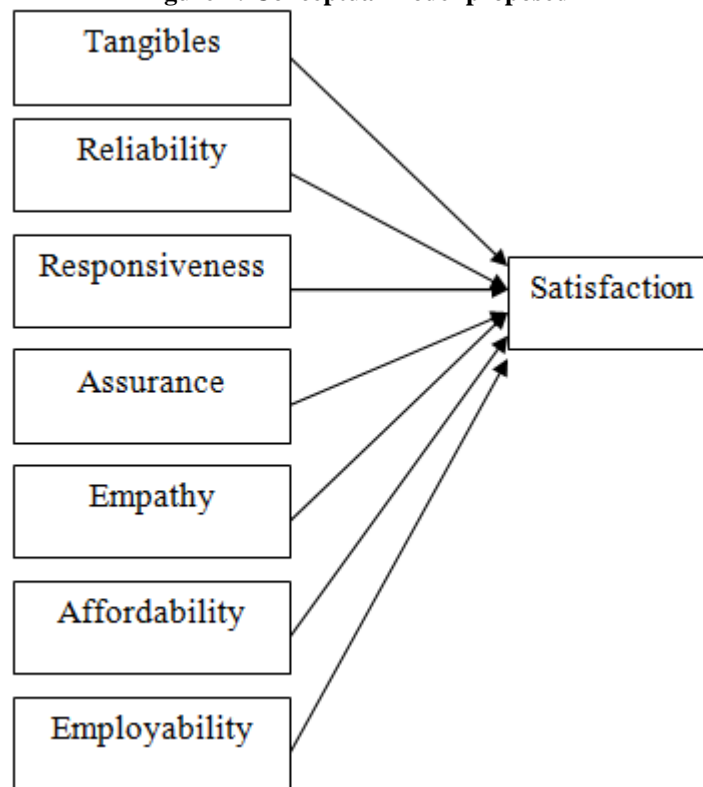 Tangibles
Reliability
Responsiveness
Satisfaction
Assurance
Empathy
Affordability
Employability